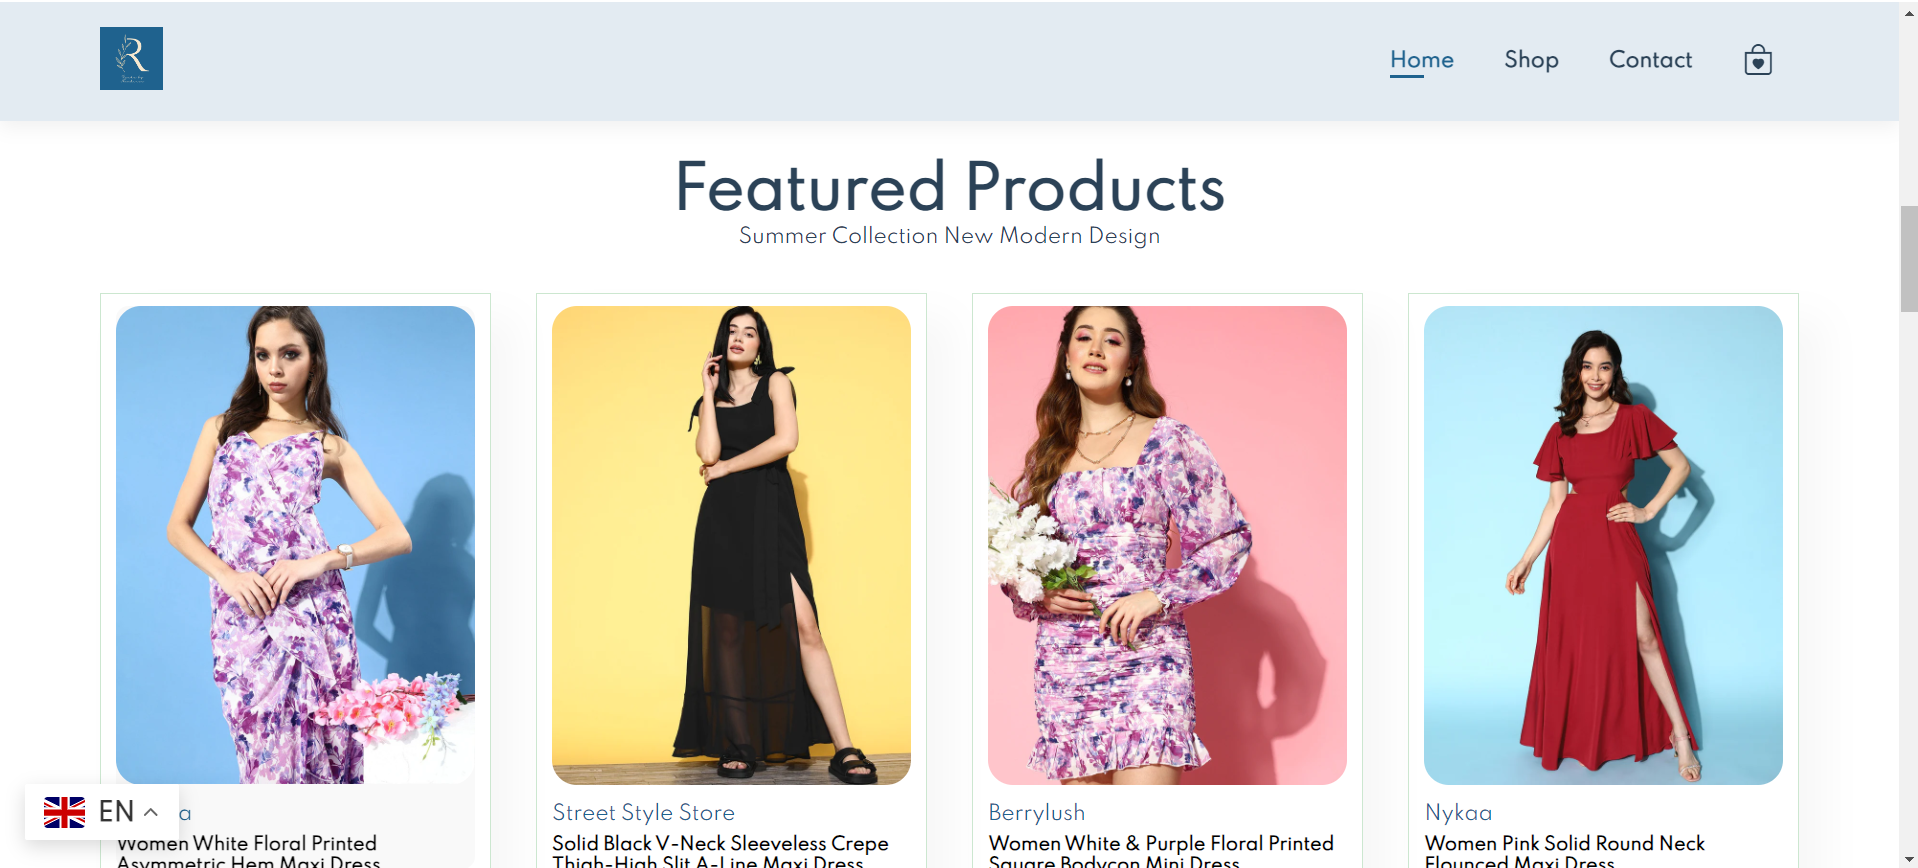 R
Home
Shop
Contact
Featured Products
Summer Collection New Modern Design
a
Women White Floral Printed
Asymmetric Hem Maxi Dress
Street Style Store
Solid Black V-Neck Sleeveless Crepe
Thigh-High Slit A-Line Maxi Dress
Berrylush
Women White & Purple Floral Printed
Square Bodycon Mini Dress
Nykaa
Women Pink Solid Round Neck
Flounced Maxi Dress
EN